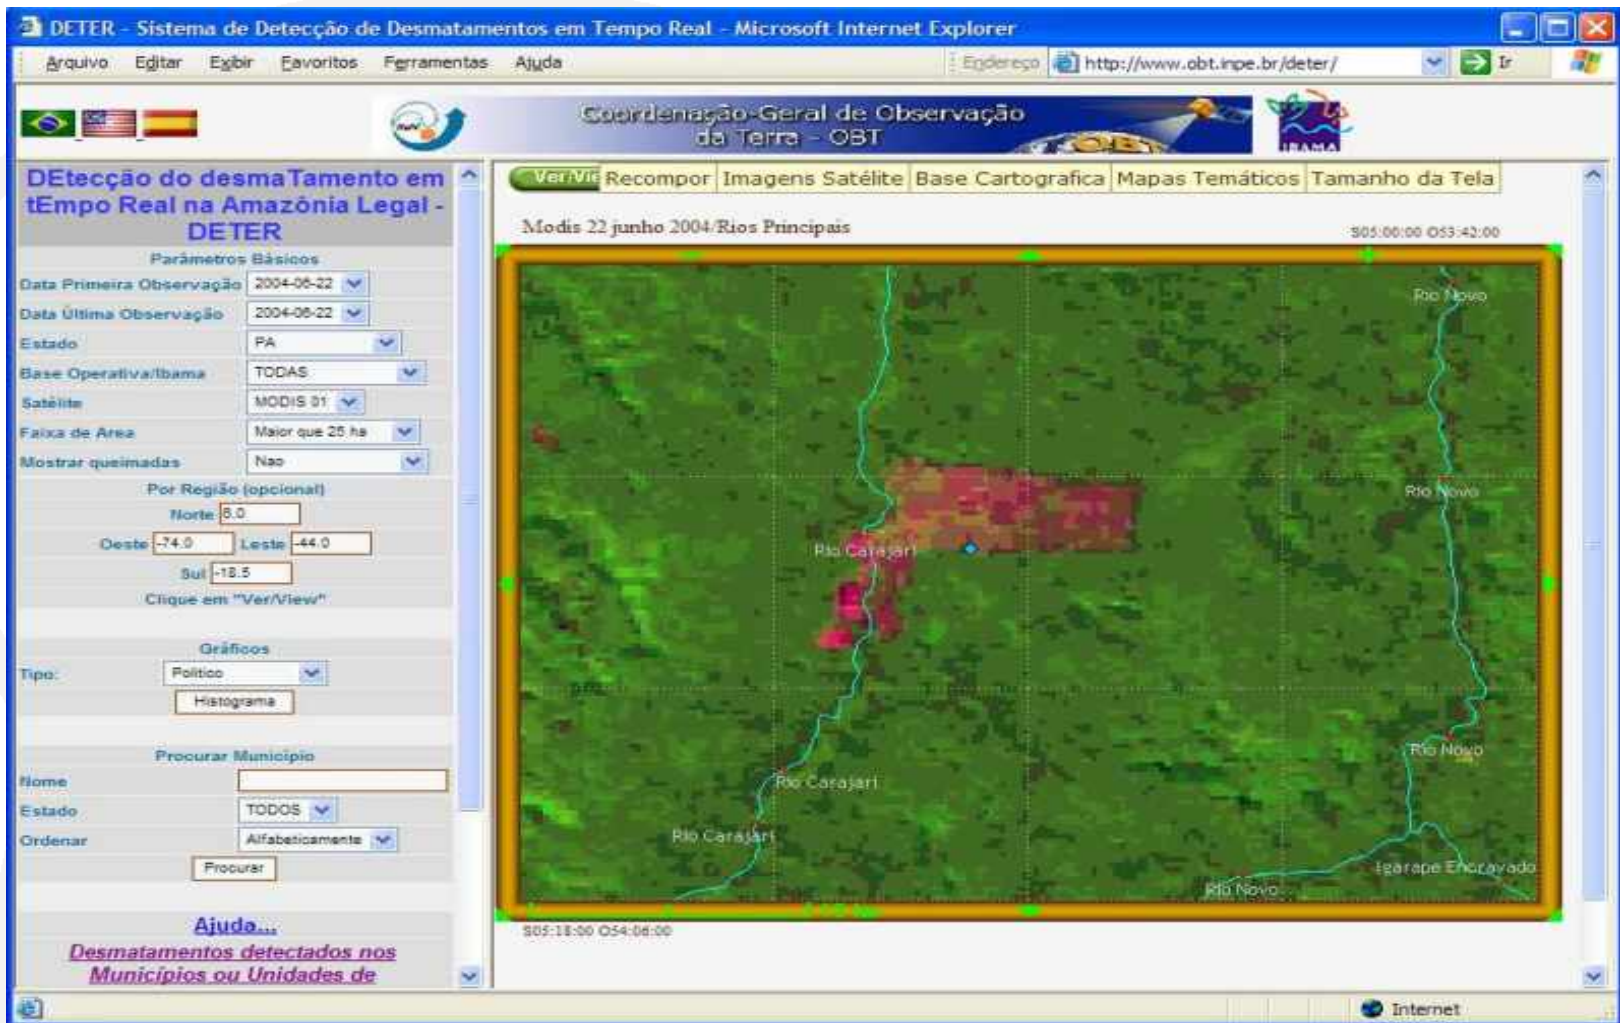 DETER - Sistema de Detecção de Desmatamentos em Tempo Real - Microsoft Internet Explorer
Arquivo Editar Exibir Favoritos Ferramentas Ajuda Endereço http://www.obt.inpe.br/deter/ Ir
Coordenação-Geral de Observação
da Terra - OBT
IBAMA
DEtecção do desmaTamento em
tEmpo Real na Amazônia Legal -
DETER
Parâmetros Básicos
Data Primeira Observação 2004-06-22
Data Última Observação 2004-06-22
Estado PA
Base Operativa/Ibama TODAS
Satélite MODIS 01
Faixa de Area Maior que 25 ha
Mostrar queimadas Nao
Por Região (opcional)
Norte 6.0
Oeste -74.0 Leste -44.0
Sul -18.5
Clique em "Ver/View"
Gráficos
Tipo: Politico
Histograma
Procurar Município
Nome
Estado TODOS
Ordenar Alfabeticamente
Procurar
Ajuda...
Desmatamentos detectados nos
Municípios ou Unidades de
Ver/Vie Recompor Imagens Satélite Base Cartografica Mapas Temáticos Tamanho da Tela
Modis 22 junho 2004/Rios Principais
S05:00:00 O53:42:00
Rio Novo
Rio Novo
Rio Carajari
Rio Novo
Rio Carajari
Rio Carajari
Igarape Encravado
Rio Novo
S05:18:00 O54:06:00
Internet